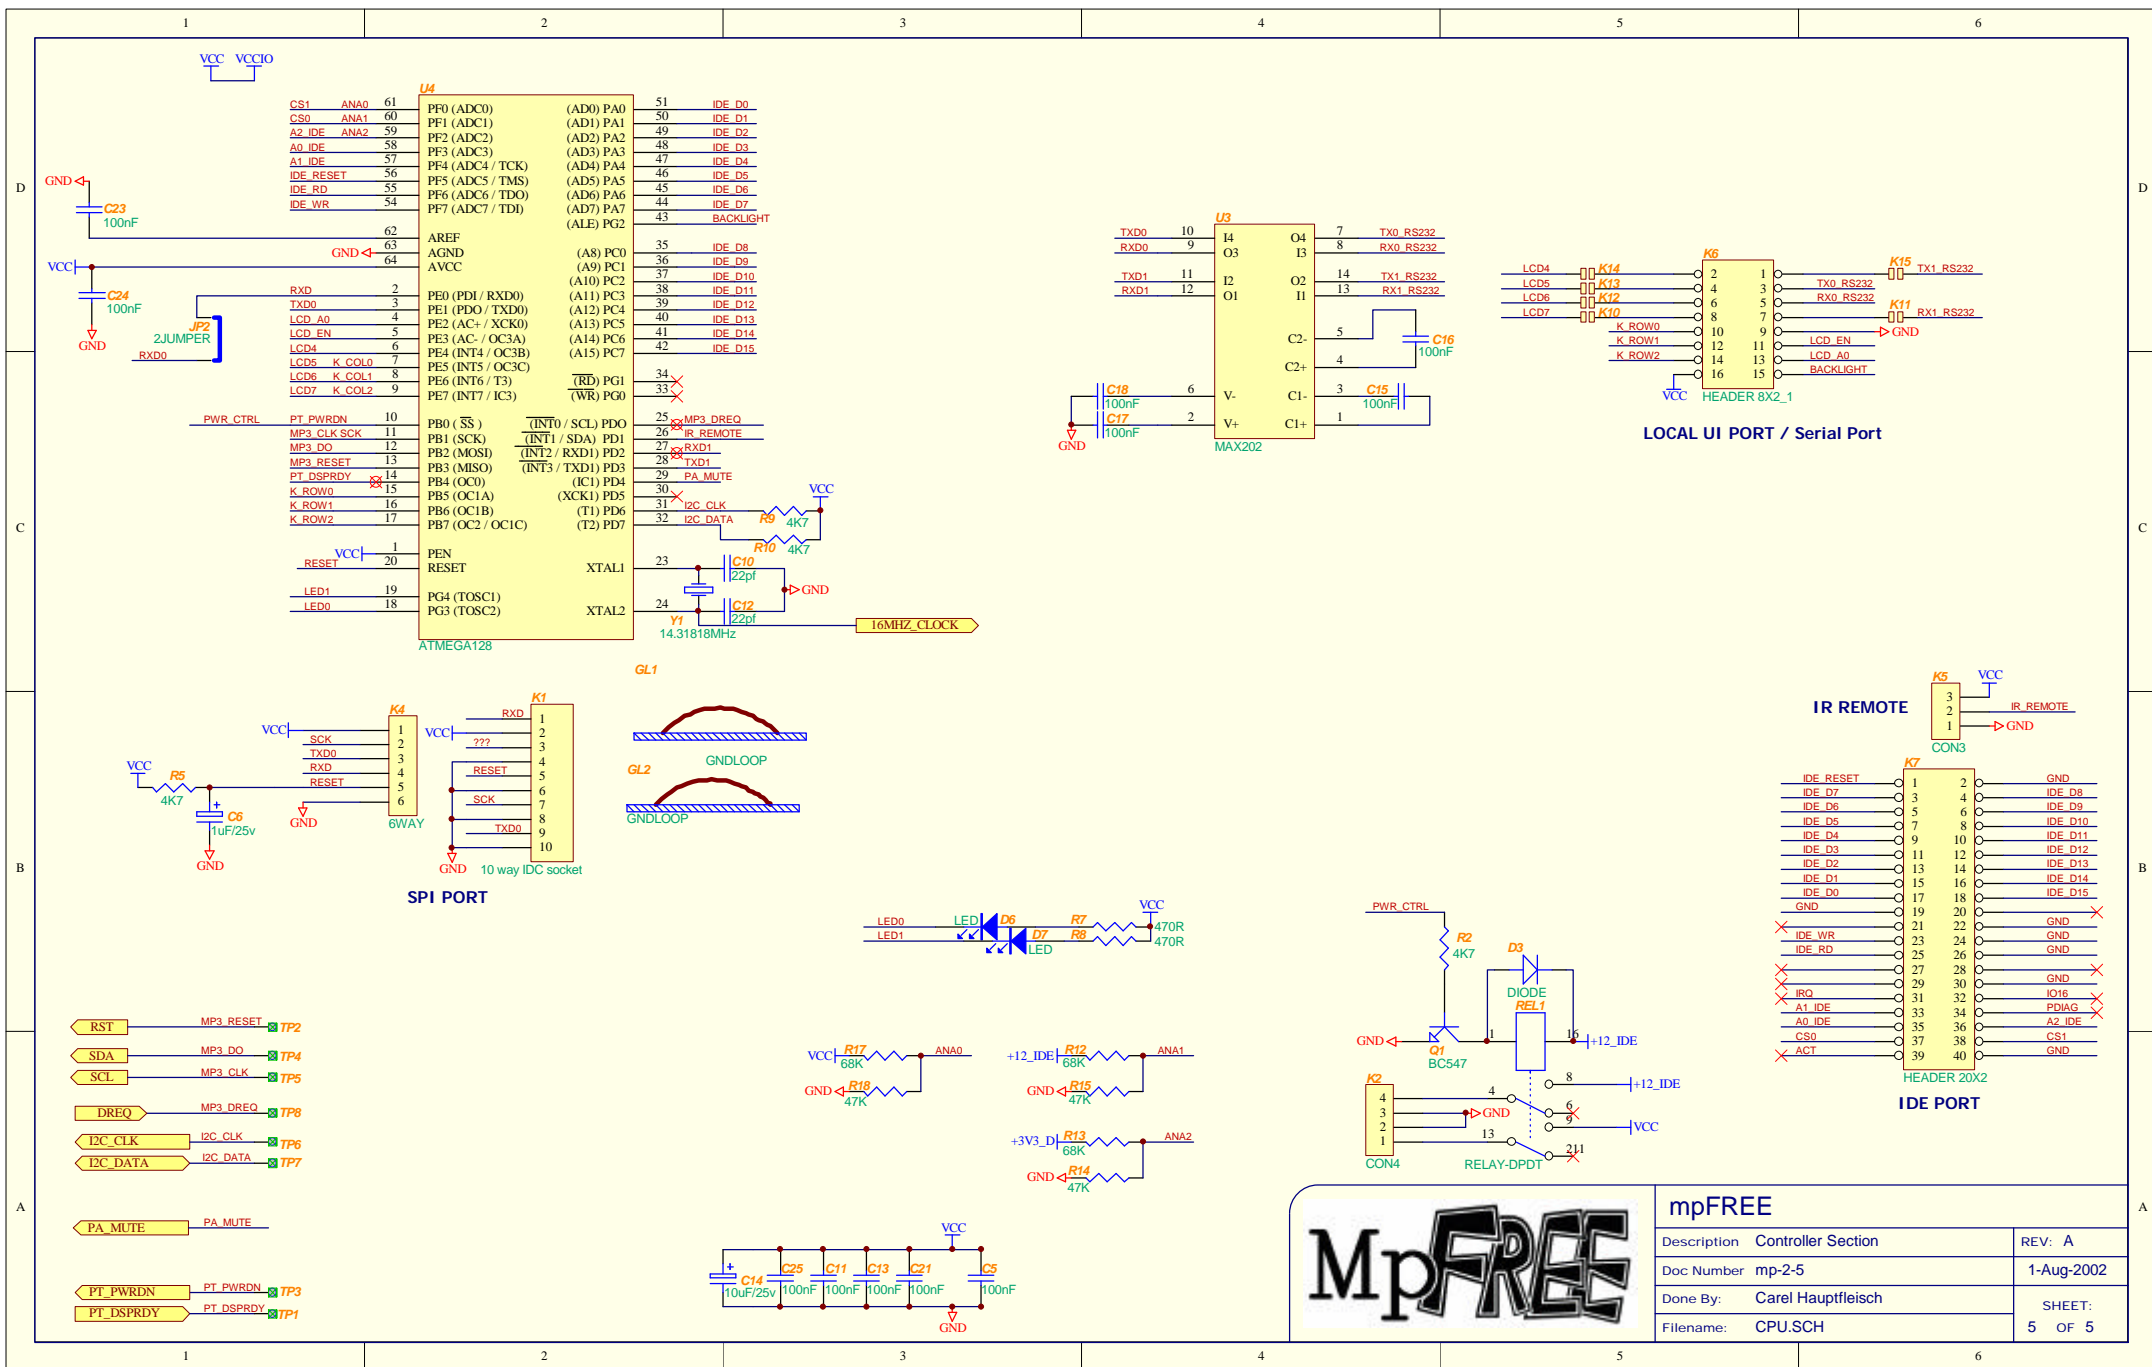 1 2 3 4 5 6
VCC VCCIO
U4
CS1 ANA0 61 PF0 (ADC0) (AD0) PA0 51 IDE_D0
CS0 ANA1 60 PF1 (ADC1) (AD1) PA1 50 IDE_D1
A2_IDE ANA2 59 PF2 (ADC2) (AD2) PA2 49 IDE_D2
A0_IDE 58 PF3 (ADC3) (AD3) PA3 48 IDE_D3
A1_IDE 57 PF4 (ADC4 / TCK) (AD4) PA4 47 IDE_D4
IDE_RESET 56 PF5 (ADC5 / TMS) (AD5) PA5 46 IDE_D5
IDE_RD 55 PF6 (ADC6 / TDO) (AD6) PA6 45 IDE_D6
IDE_WR 54 PF7 (ADC7 / TDI) (AD7) PA7 44 IDE_D7
(ALE) PG2 43 BACKLIGHT
D GND D
C23
100nF
62 AREF
GND 63 AGND (A8) PC0 35 IDE_D8
VCC 64 AVCC (A9) PC1 36 IDE_D9
(A10) PC2 37 IDE_D10
C24
100nF
GND
RXD 2 PE0 (PDI / RXD0) (A11) PC3 38 IDE_D11
TXD0 3 PE1 (PDO / TXD0) (A12) PC4 39 IDE_D12
LCD_A0 4 PE2 (AC+ / XCK0) (A13) PC5 40 IDE_D13
LCD_EN 5 PE3 (AC- / OC3A) (A14) PC6 41 IDE_D14
LCD4 6 PE4 (INT4 / OC3B) (A15) PC7 42 IDE_D15
LCD5 K_COL0 7 PE5 (INT5 / OC3C)
LCD6 K_COL1 8 PE6 (INT6 / T3) (RD) PG1 34
LCD7 K_COL2 9 PE7 (INT7 / IC3) (WR) PG0 33
JP2
2JUMPER
RXD0
PWR_CTRL PT_PWRDN 10 PB0 ( SS ) (INT0 / SCL) PDO 25 MP3_DREQ
MP3_CLK SCK 11 PB1 (SCK) (INT1 / SDA) PD1 26 IR_REMOTE
MP3_DO 12 PB2 (MOSI) (INT2 / RXD1) PD2 27 RXD1
MP3_RESET 13 PB3 (MISO) (INT3 / TXD1) PD3 28 TXD1
PT_DSPRDY 14 PB4 (OC0) (IC1) PD4 29 PA_MUTE
K_ROW0 15 PB5 (OC1A) (XCK1) PD5 30
K_ROW1 16 PB6 (OC1B) (T1) PD6 31 I2C_CLK
K_ROW2 17 PB7 (OC2 / OC1C) (T2) PD7 32 I2C_DATA
VCC
R9 4K7
R10 4K7
C C
VCC 1 PEN
RESET 20 RESET XTAL1 23
C10
22pf
GND
LED1 19 PG4 (TOSC1)
LED0 18 PG3 (TOSC2) XTAL2 24
C12
22pf
Y1
14.31818MHz
16MHZ_CLOCK
ATMEGA128
U3
TXD0 10 I4 O4 7 TX0_RS232
RXD0 9 O3 I3 8 RX0_RS232
TXD1 11 I2 O2 14 TX1_RS232
RXD1 12 O1 I1 13 RX1_RS232
C2- 5
C16
100nF
C2+ 4
C18
100nF
6 V- C1- 3
C15
100nF
C17
100nF
2 V+ C1+ 1
GND
MAX202
K6
LCD4 K14 2 1 K15 TX1_RS232
LCD5 K13 4 3 TX0_RS232
LCD6 K12 6 5 RX0_RS232
LCD7 K10 8 7 K11 RX1_RS232
K_ROW0 10 9 GND
K_ROW1 12 11 LCD_EN
K_ROW2 14 13 LCD_A0
VCC 16 15 BACKLIGHT
HEADER 8X2_1
LOCAL UI PORT / Serial Port
GL1
GNDLOOP
GL2
GNDLOOP
K4
VCC 1
SCK 2
TXD0 3
RXD 4
RESET 5
GND 6
6WAY
VCC
R5
4K7
C6
1uF/25v
GND
K1
RXD 1
VCC 2
??? 3
4
RESET 5
6
SCK 7
8
TXD0 9
10
GND 10 way IDC socket
SPI PORT
K5
VCC
3
IR REMOTE 2 IR_REMOTE
1 GND
CON3
K7
IDE_RESET 1 2 GND
IDE_D7 3 4 IDE_D8
IDE_D6 5 6 IDE_D9
IDE_D5 7 8 IDE_D10
IDE_D4 9 10 IDE_D11
IDE_D3 11 12 IDE_D12
IDE_D2 13 14 IDE_D13
IDE_D1 15 16 IDE_D14
IDE_D0 17 18 IDE_D15
GND 19 20
21 22 GND
IDE_WR 23 24 GND
IDE_RD 25 26 GND
27 28
29 30 GND
IRQ 31 32 IO16
A1_IDE 33 34 PDIAG
A0_IDE 35 36 A2_IDE
CS0 37 38 CS1
ACT 39 40 GND
HEADER 20X2
IDE PORT
B B
LED0 LED D6 R7 VCC 470R
LED1 D7 LED R8 470R
PWR_CTRL
R2
4K7
D3
DIODE
REL1
GND Q1 BC547 1 16 +12_IDE
K2
4 4 8 +12_IDE
3 GND 6
2 9 VCC
1 13 211
CON4 RELAY-DPDT
RST MP3_RESET TP2
SDA MP3_DO TP4
SCL MP3_CLK TP5
DREQ MP3_DREQ TP8
I2C_CLK I2C_CLK TP6
I2C_DATA I2C_DATA TP7
PA_MUTE PA_MUTE
PT_PWRDN PT_PWRDN TP3
PT_DSPRDY PT_DSPRDY TP1
VCC R17 68K ANA0
GND R18 47K
+12_IDE R12 68K ANA1
GND R15 47K
+3V3_D R13 68K ANA2
GND R14 47K
VCC
C14 C25 C11 C13 C21 C5
10uF/25v 100nF 100nF 100nF 100nF 100nF
GND
A A
MpFREE
mpFREE
Description Controller Section REV: A
Doc Number mp-2-5 1-Aug-2002
Done By: Carel Hauptfleisch SHEET:
Filename: CPU.SCH 5 OF 5
1 2 3 4 5 6